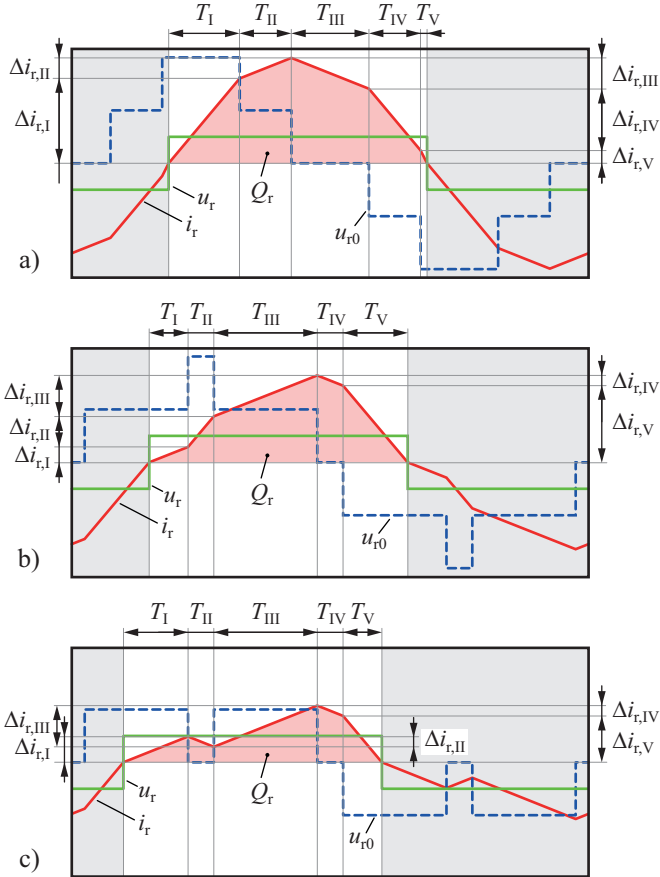 T_I T_II T_III T_IV T_V
Δi_r,II
Δi_r,I
Δi_r,III
Δi_r,IV
Δi_r,V
u_r
i_r
Q_r
u_r0
a)
T_I T_II T_III T_IV T_V
Δi_r,III
Δi_r,II
Δi_r,I
Δi_r,IV
Δi_r,V
u_r
i_r
Q_r
u_r0
b)
T_I T_II T_III T_IV T_V
Δi_r,III
Δi_r,I
Δi_r,II
Δi_r,IV
Δi_r,V
u_r
i_r
Q_r
u_r0
c)